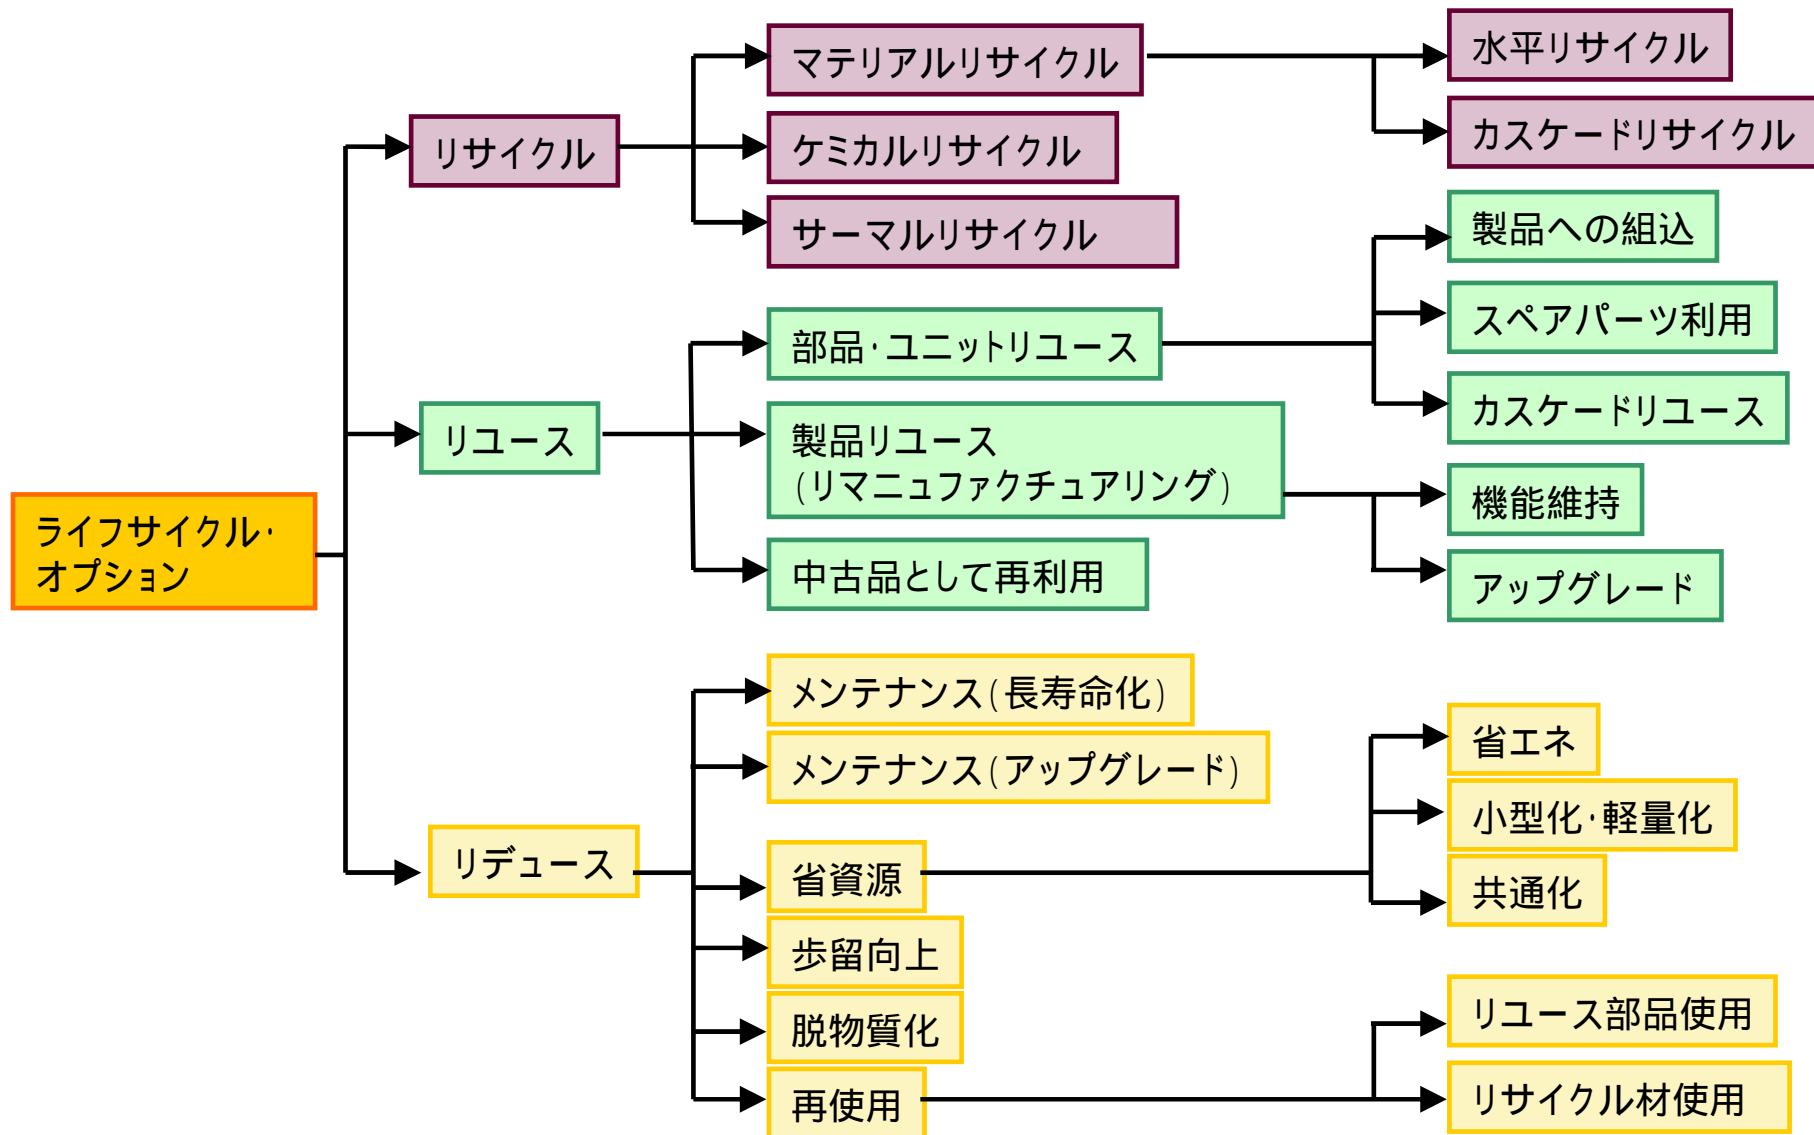 ライフサイクル・
オプション
リサイクル
マテリアルリサイクル
水平リサイクル
カスケードリサイクル
ケミカルリサイクル
サーマルリサイクル
リユース
部品・ユニットリユース
製品への組込
スペアパーツ利用
カスケードリユース
製品リユース
(リマニュファクチュアリング)
機能維持
アップグレード
中古品として再利用
リデュース
メンテナンス(長寿命化)
メンテナンス(アップグレード)
省資源
省エネ
小型化・軽量化
共通化
歩留向上
脱物質化
再使用
リユース部品使用
リサイクル材使用